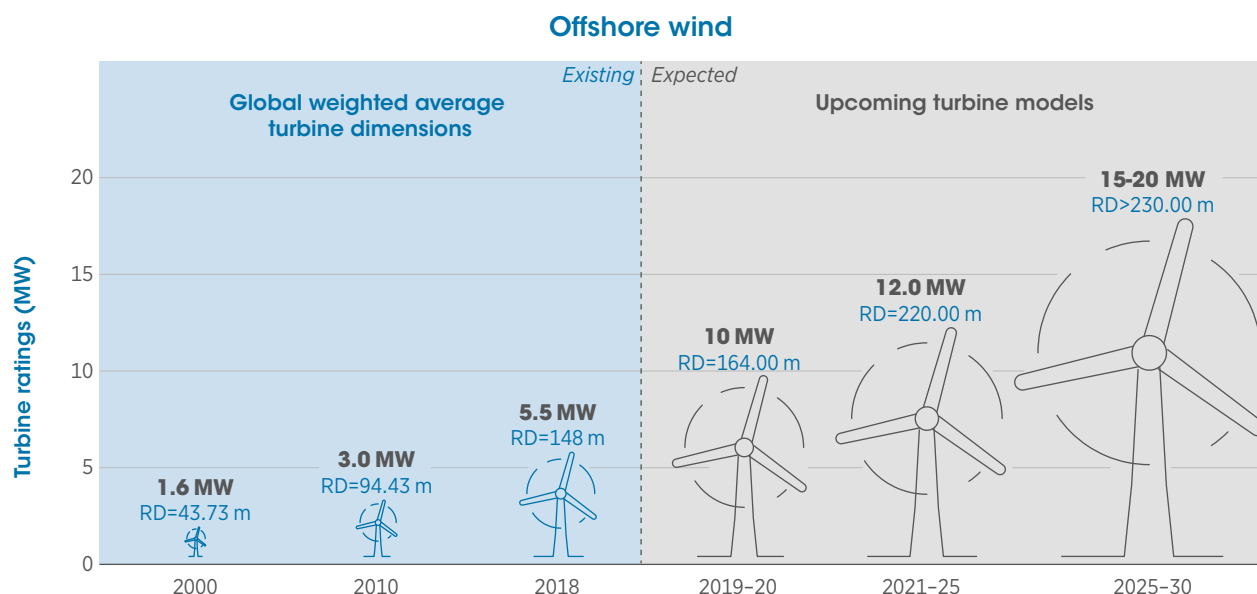 Offshore wind
Existing
Expected
Global weighted average
turbine dimensions
Upcoming turbine models
Turbine ratings (MW)
20
15
10
5
0
1.6 MW
RD=43.73 m
3.0 MW
RD=94.43 m
5.5 MW
RD=148 m
10 MW
RD=164.00 m
12.0 MW
RD=220.00 m
15-20 MW
RD>230.00 m
2000
2010
2018
2019–20
2021–25
2025–30